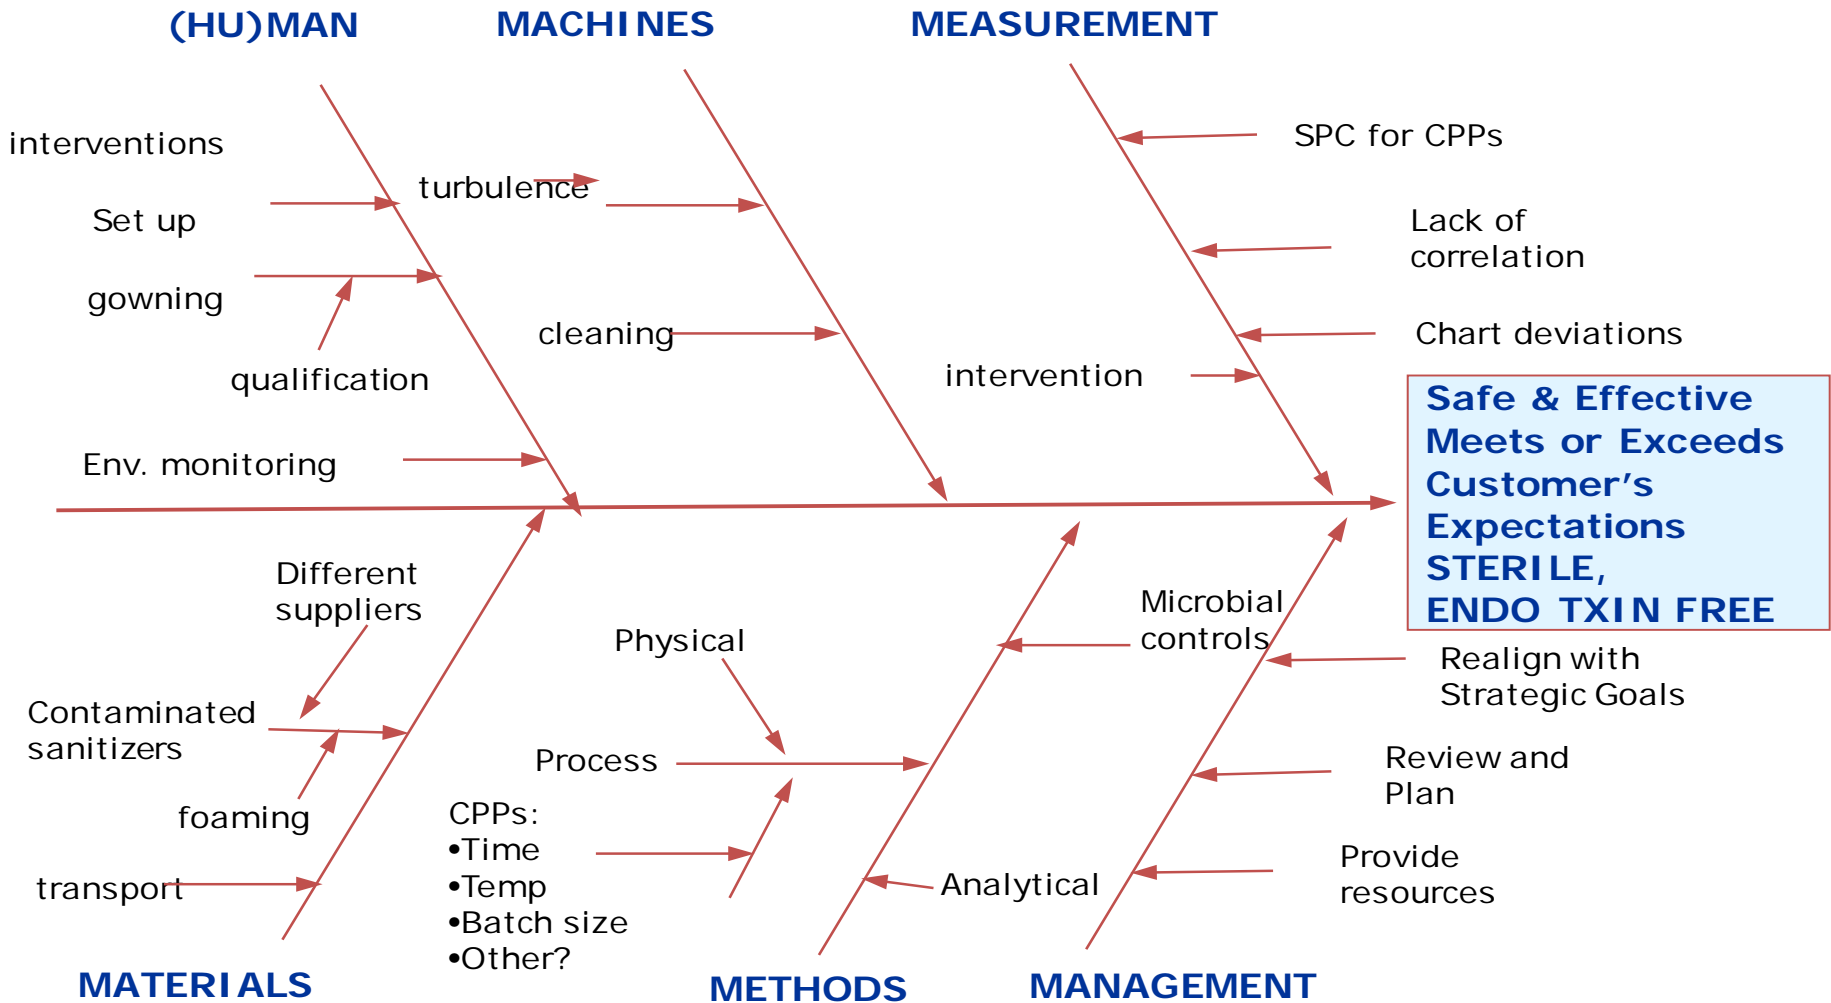 (HU)MAN
MACHINES
MEASUREMENT
interventions
Set up
gowning
qualification
Env. monitoring
turbulence
cleaning
SPC for CPPs
Lack of
correlation
Chart deviations
intervention
Safe & Effective
Meets or Exceeds
Customer’s
Expectations
STERILE,
ENDO TXIN FREE
Different
suppliers
Contaminated
sanitizers
foaming
transport
Physical
Process
CPPs:
•Time
•Temp
•Batch size
•Other?
Microbial
controls
Analytical
Realign with
Strategic Goals
Review and
Plan
Provide
resources
MATERIALS
METHODS
MANAGEMENT